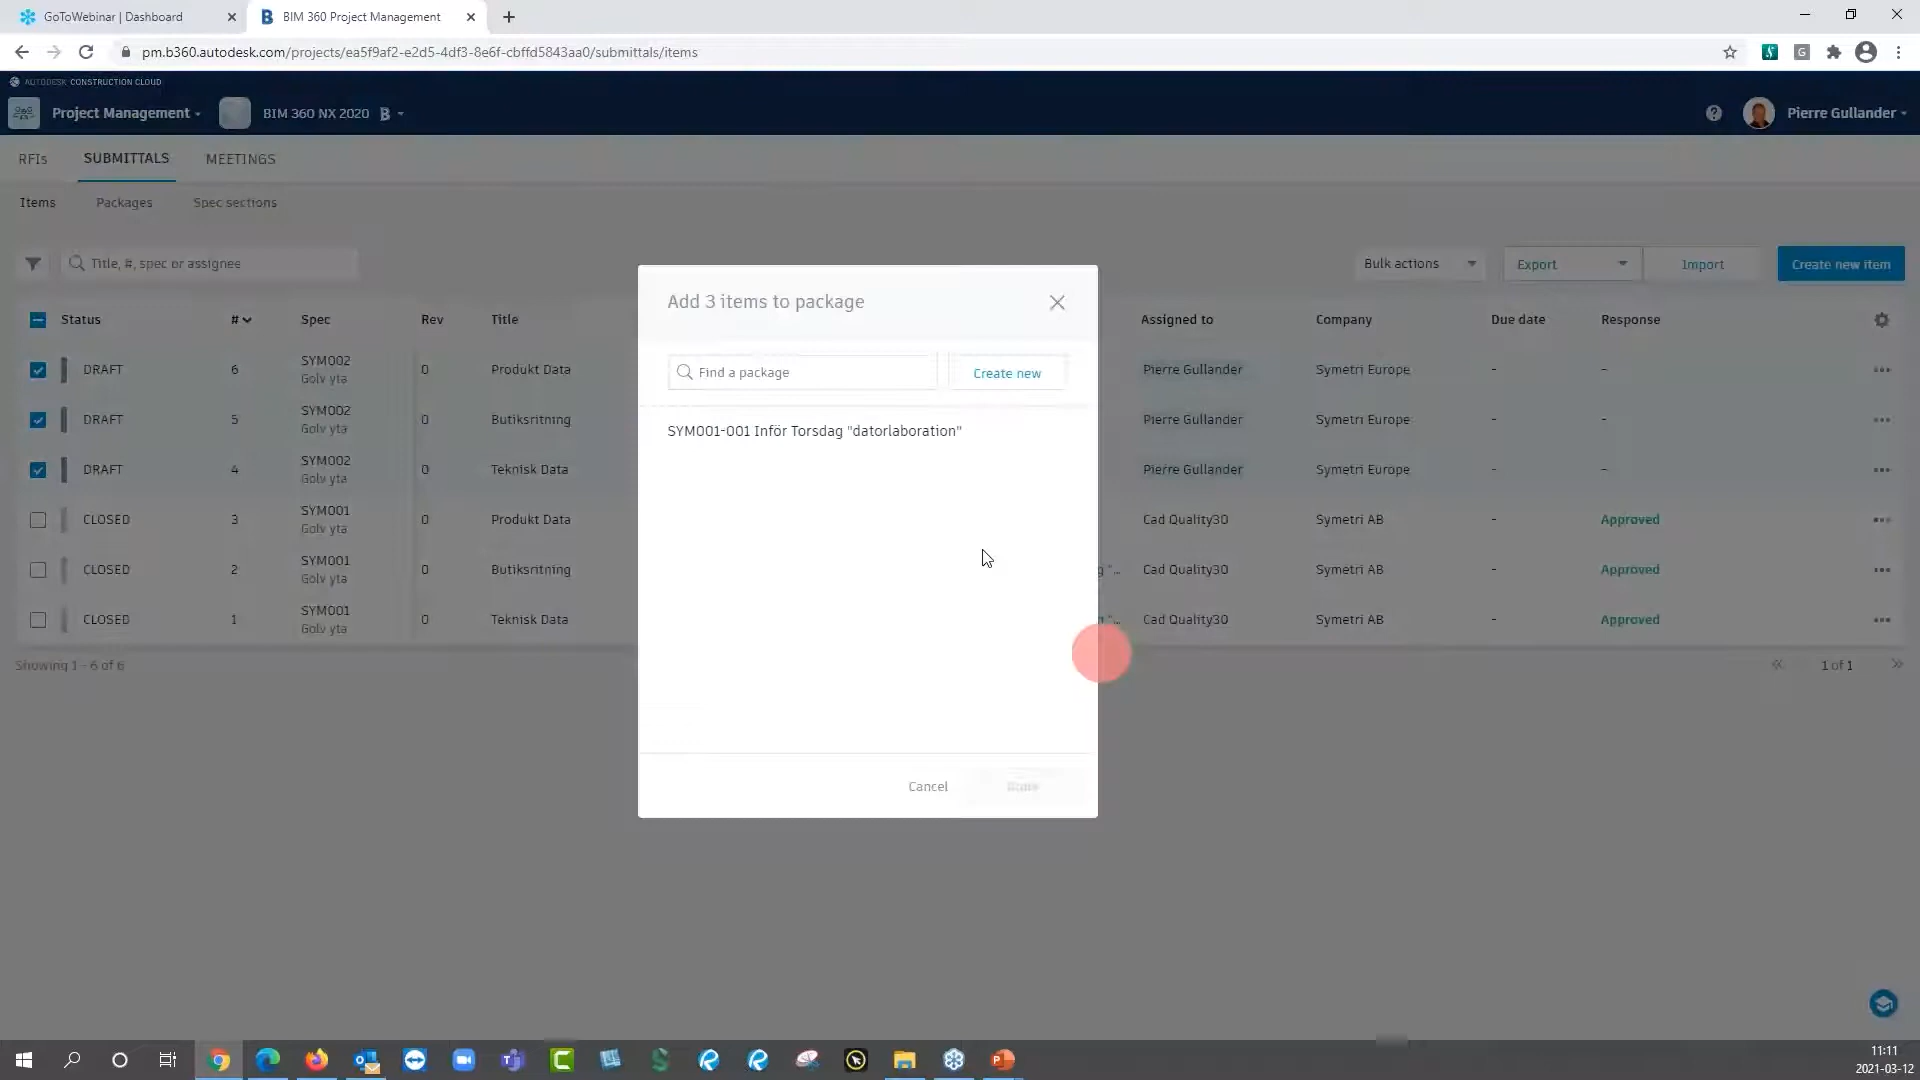 GoToWebinar | Dashboard
BIM 360 Project Management
pm.b360.autodesk.com/projects/ea5f9af2-e2d5-4df3-8e6f-cbffd5843aa0/submittals/items
AUTODESK CONSTRUCTION CLOUD
Project Management
BIM 360 NX 2020
Pierre Gullander
RFIs SUBMITTALS MEETINGS
Items Packages Spec sections
Title, #, spec or assignee
Bulk actions Export Import Create new item
Status # Spec Rev Title Assigned to Company Due date Response
DRAFT 6 SYM002 0 Produkt Data Pierre Gullander Symetri Europe - -
Golv yta
DRAFT 5 SYM002 0 Butiksritning Pierre Gullander Symetri Europe - -
Golv yta
DRAFT 4 SYM002 0 Teknisk Data Pierre Gullander Symetri Europe - -
Golv yta
CLOSED 3 SYM001 0 Produkt Data Cad Quality30 Symetri AB - Approved
Golv yta
CLOSED 2 SYM001 0 Butiksritning g "... Cad Quality30 Symetri AB - Approved
Golv yta
CLOSED 1 SYM001 0 Teknisk Data Cad Quality30 Symetri AB - Approved
Golv yta
Showing 1 - 6 of 6
1 of 1
Add 3 items to package
Find a package
Create new
SYM001-001 Inför Torsdag "datorlaboration"
Cancel
11:11
2021-03-12